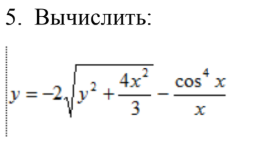 5. Вычислить:
y = -2√(y² + 4x²/3) - cos⁴ x / x